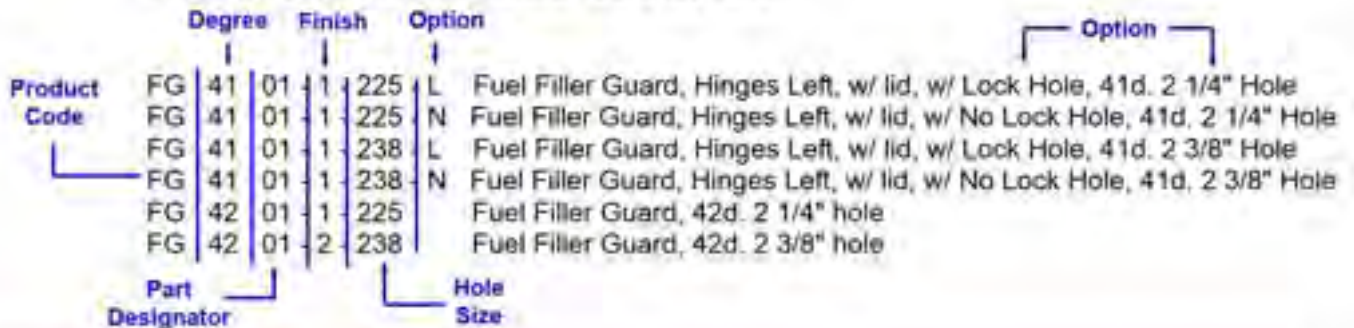 Degree Finish Option
Option
Product Code
FG 41 01 - 1 - 225 - L Fuel Filler Guard, Hinges Left, w/ lid, w/ Lock Hole, 41d. 2 1/4" Hole
FG 41 01 - 1 - 225 - N Fuel Filler Guard, Hinges Left, w/ lid, w/ No Lock Hole, 41d. 2 1/4" Hole
FG 41 01 - 1 - 238 - L Fuel Filler Guard, Hinges Left, w/ lid, w/ Lock Hole, 41d. 2 3/8" Hole
FG 41 01 - 1 - 238 - N Fuel Filler Guard, Hinges Left, w/ lid, w/ No Lock Hole, 41d. 2 3/8" Hole
FG 42 01 - 1 - 225 Fuel Filler Guard, 42d. 2 1/4" hole
FG 42 01 - 2 - 238 Fuel Filler Guard, 42d. 2 3/8" hole
Part Designator
Hole Size